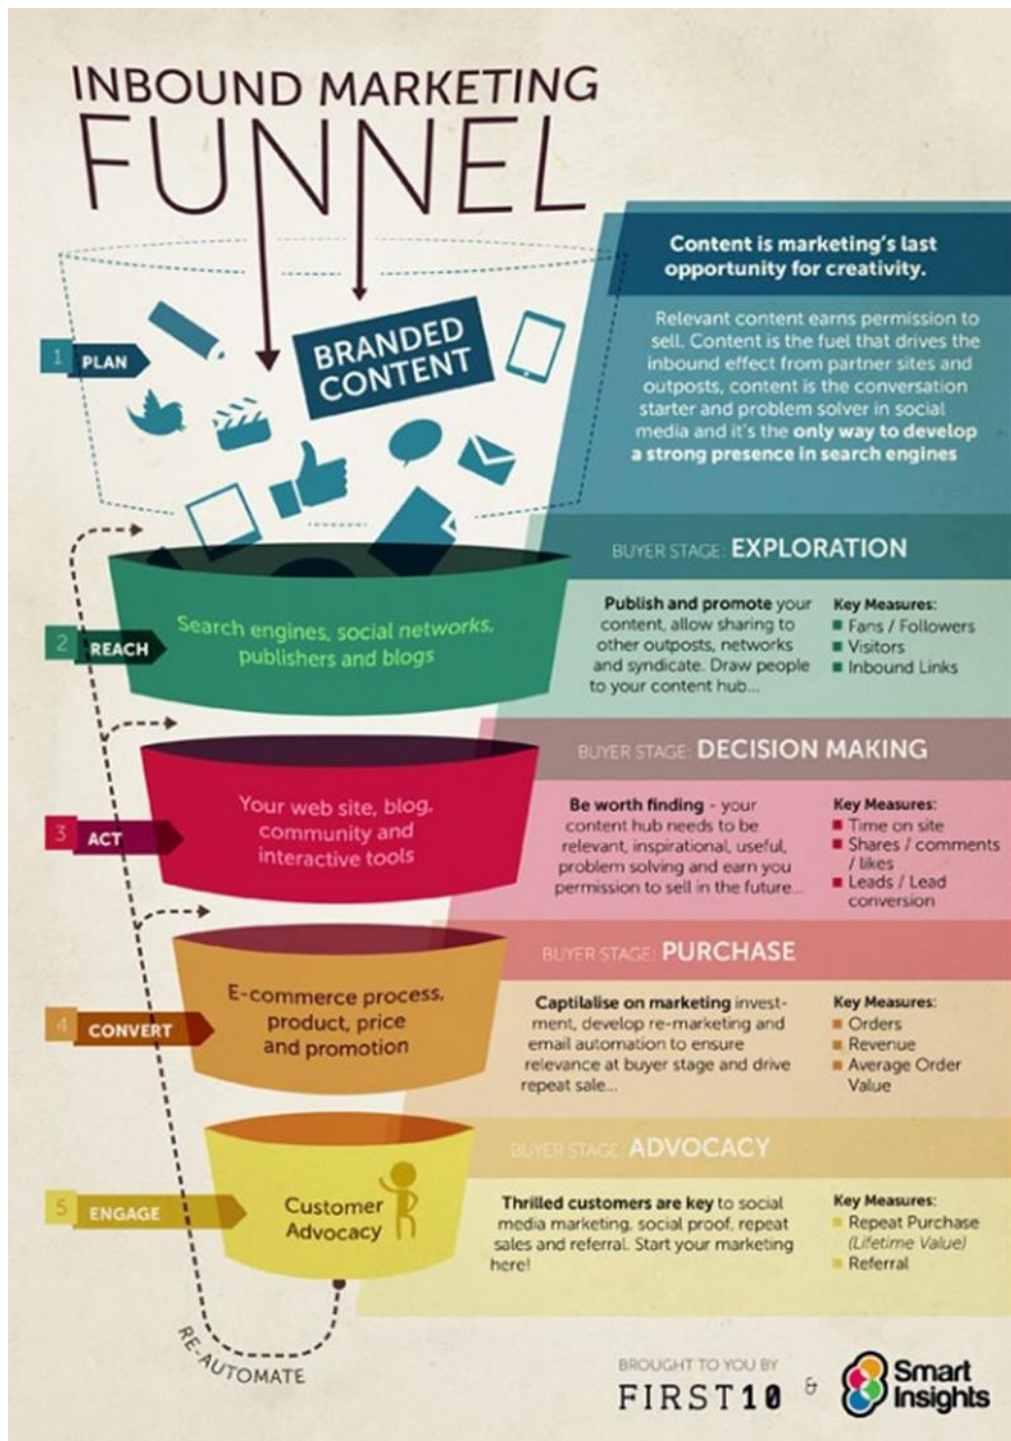 INBOUND MARKETING
FUNNEL
Content is marketing's last
opportunity for creativity.
Relevant content earns permission to
sell. Content is the fuel that drives the
inbound effect from partner sites and
outposts, content is the conversation
starter and problem solver in social
media and it's the only way to develop
a strong presence in search engines
1 PLAN
BRANDED
CONTENT
BUYER STAGE: EXPLORATION
2 REACH
Search engines, social networks,
publishers and blogs
Publish and promote your
content, allow sharing to
other outposts, networks
and syndicate. Draw people
to your content hub...
Key Measures:
Fans / Followers
Visitors
Inbound Links
BUYER STAGE: DECISION MAKING
3 ACT
Your web site, blog,
community and
interactive tools
Be worth finding - your
content hub needs to be
relevant, inspirational, useful,
problem solving and earn you
permission to sell in the future...
Key Measures:
Time on site
Shares / comments
/ likes
Leads / Lead
conversion
BUYER STAGE: PURCHASE
4 CONVERT
E-commerce process,
product, price
and promotion
Captilalise on marketing invest-
ment, develop re-marketing and
email automation to ensure
relevance at buyer stage and drive
repeat sale...
Key Measures:
Orders
Revenue
Average Order
Value
BUYER STAGE: ADVOCACY
5 ENGAGE
Customer
Advocacy
Thrilled customers are key to social
media marketing, social proof, repeat
sales and referral. Start your marketing
here!
Key Measures:
Repeat Purchase
(Lifetime Value)
Referral
RE-AUTOMATE
BROUGHT TO YOU BY
FIRST10 & Smart
Insights